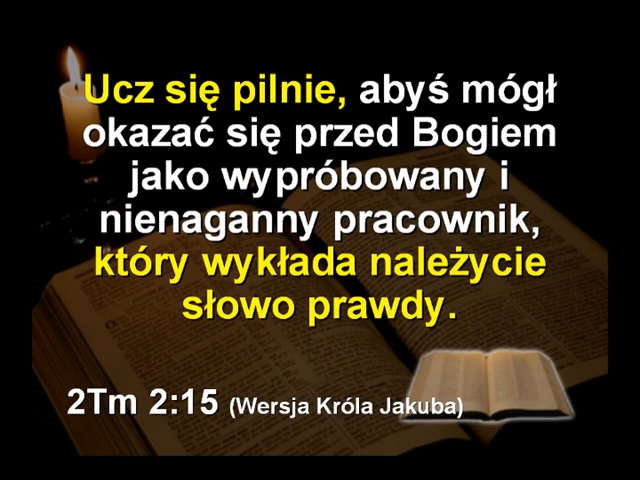 Ucz się pilnie, abyś mógł
okazać się przed Bogiem
jako wypróbowany i
nienaganny pracownik,
który wykłada należycie
słowo prawdy.
2Tm 2:15 (Wersja Króla Jakuba)